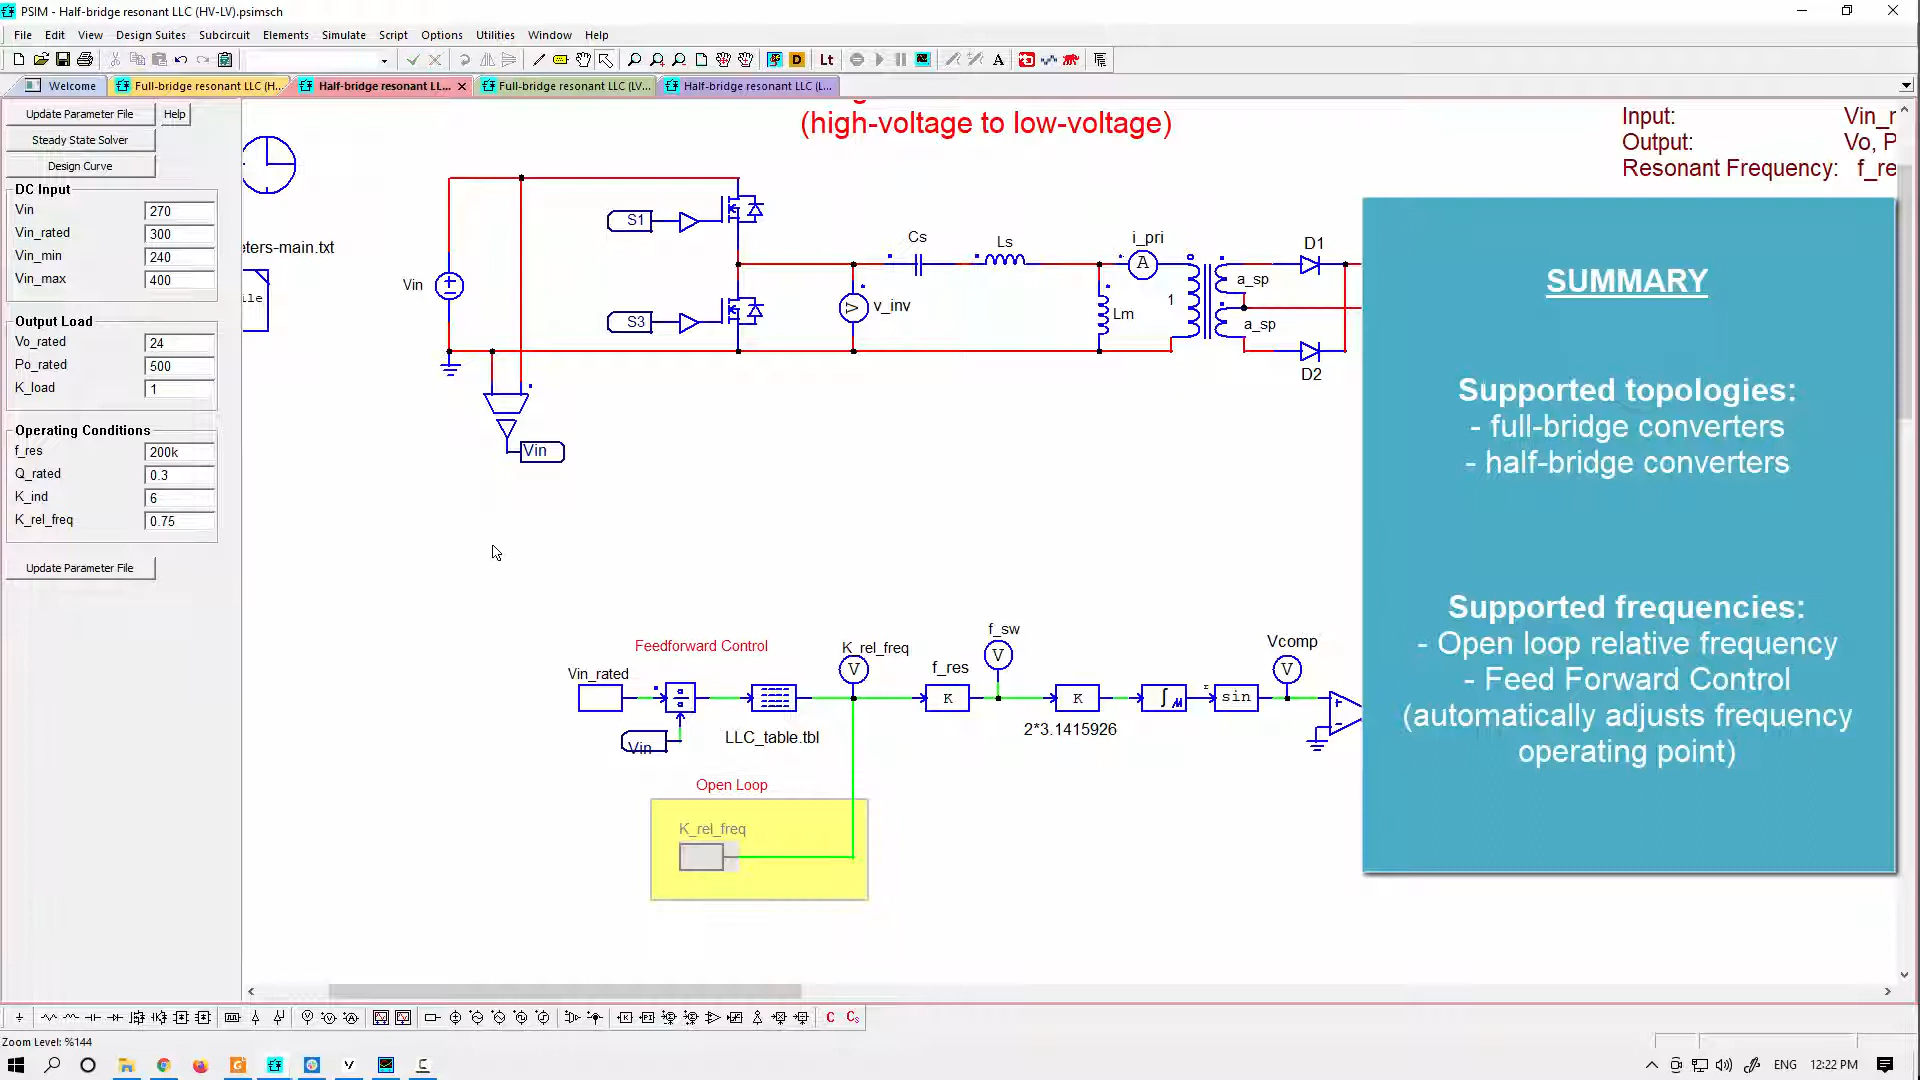 PSIM - Half-bridge resonant LLC (HV-LV).psimsch
File Edit View Design Suites Subcircuit Elements Simulate Script Options Utilities Window Help
D Lt A
Welcome Full-bridge resonant LLC (H... Half-bridge resonant LL... x Full-bridge resonant LLC (LV... Half-bridge resonant LLC (L...
Update Parameter File Help
Steady State Solver
Design Curve
DC Input
Vin 270
Vin_rated 300
Vin_min 240
Vin_max 400
Output Load
Vo_rated 24
Po_rated 500
K_load 1
Operating Conditions
f_res 200k
Q_rated 0.3
K_ind 6
K_rel_freq 0.75
Update Parameter File
(high-voltage to low-voltage)
Input: Vin_r
Output: Vo, P
Resonant Frequency: f_re
eters-main.txt
le
Vin
S1
S3
V
v_inv
Cs
Ls
Lm
i_pri
A
1
a_sp
a_sp
D1
D2
Vin
Feedforward Control
Vin_rated
Vin
LLC_table.tbl
K_rel_freq
V
f_res
K
f_sw
V
K
2*3.1415926
sin
Vcomp
V
Open Loop
K_rel_freq
SUMMARY
Supported topologies:
- full-bridge converters
- half-bridge converters
Supported frequencies:
- Open loop relative frequency
- Feed Forward Control
(automatically adjusts frequency
operating point)
K PI C Cs
Zoom Level: %144
ENG 12:22 PM